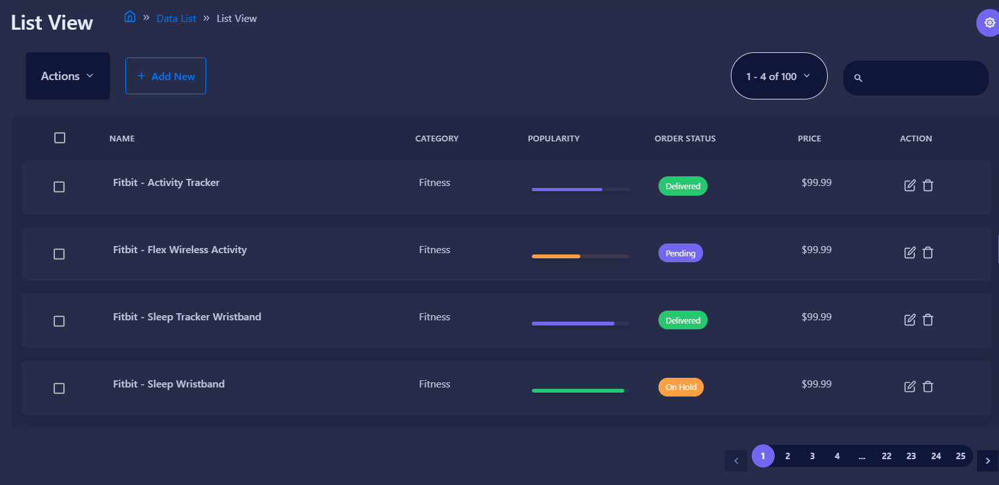 List View » Data List » List View
Actions + Add New 1 - 4 of 100
NAME CATEGORY POPULARITY ORDER STATUS PRICE ACTION
Fitbit - Activity Tracker Fitness Delivered $99.99
Fitbit - Flex Wireless Activity Fitness Pending $99.99
Fitbit - Sleep Tracker Wristband Fitness Delivered $99.99
Fitbit - Sleep Wristband Fitness On Hold $99.99
< 1 2 3 4 ... 22 23 24 25 >